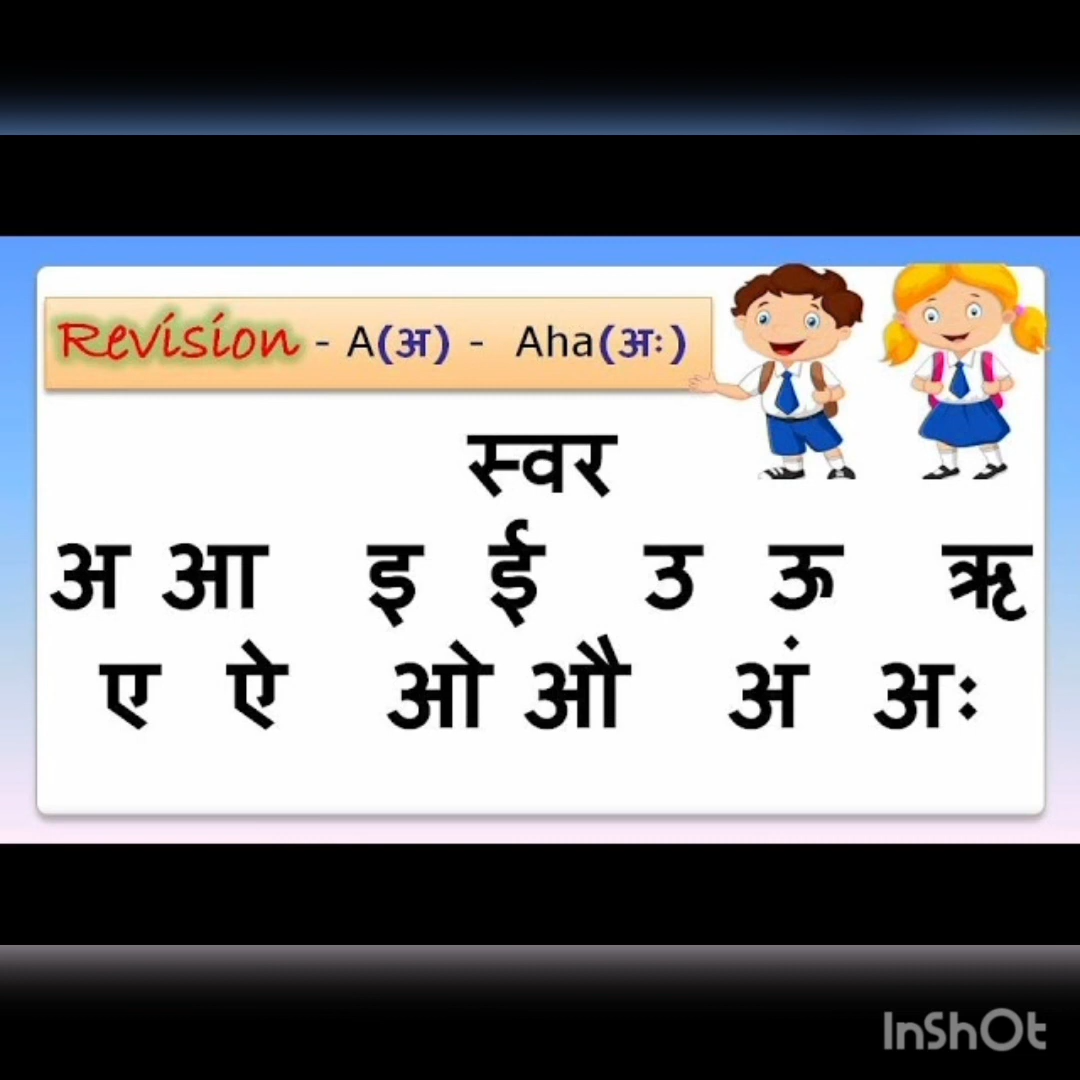 Revision - A(अ) - Aha(अः)
स्वर
अ आ इ ई उ ऊ ऋ
ए ऐ ओ औ अं अः
InShOt